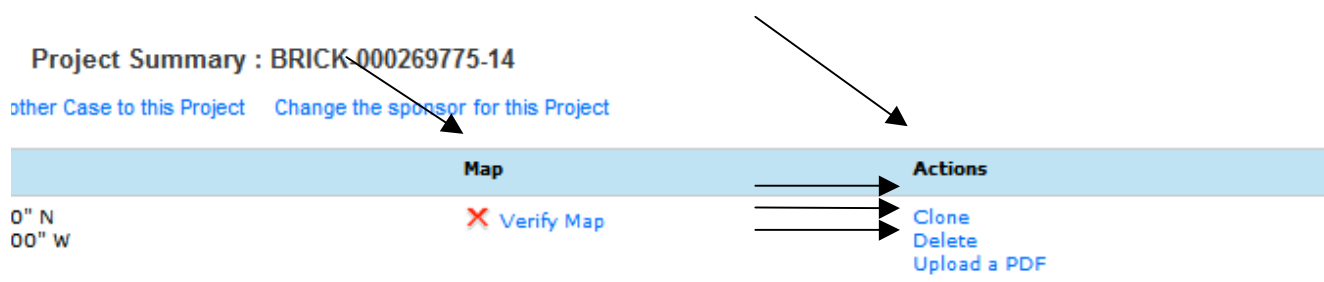 Project Summary : BRICK-000269775-14
other Case to this Project Change the sponsor for this Project
Map Actions
0" N
00" W
Verify Map
Clone
Delete
Upload a PDF